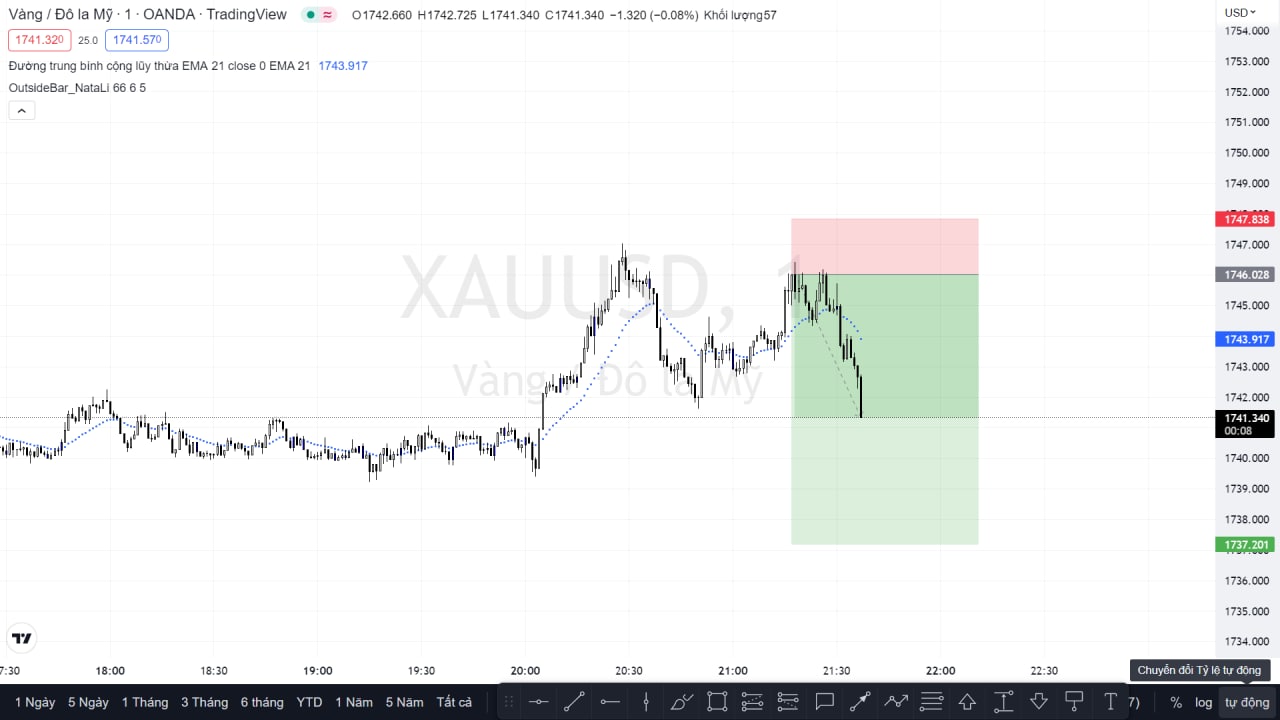 Vàng / Đô la Mỹ · 1 · OANDA · TradingView O1742.660 H1742.725 L1741.340 C1741.340 −1.320 (−0.08%) Khối lượng57
USD
1741.320 25.0 1741.570
Đường trung bình cộng lũy thừa EMA 21 close 0 EMA 21 1743.917
OutsideBar_NataLi 66 6 5
XAUUSD, 1
Vàng / Đô la Mỹ
1754.000
1753.000
1752.000
1751.000
1750.000
1749.000
1747.838
1747.000
1746.028
1745.000
1743.917
1743.000
1742.000
1741.340
00:08
1740.000
1739.000
1738.000
1737.201
1736.000
1735.000
1734.000
7:30 18:00 18:30 19:00 19:30 20:00 20:30 21:00 21:30 22:00 22:30
Chuyển đổi Tỷ lệ tự động
1 Ngày 5 Ngày 1 Tháng 3 Tháng 6 tháng YTD 1 Năm 5 Năm Tất cả 7) % log tự động